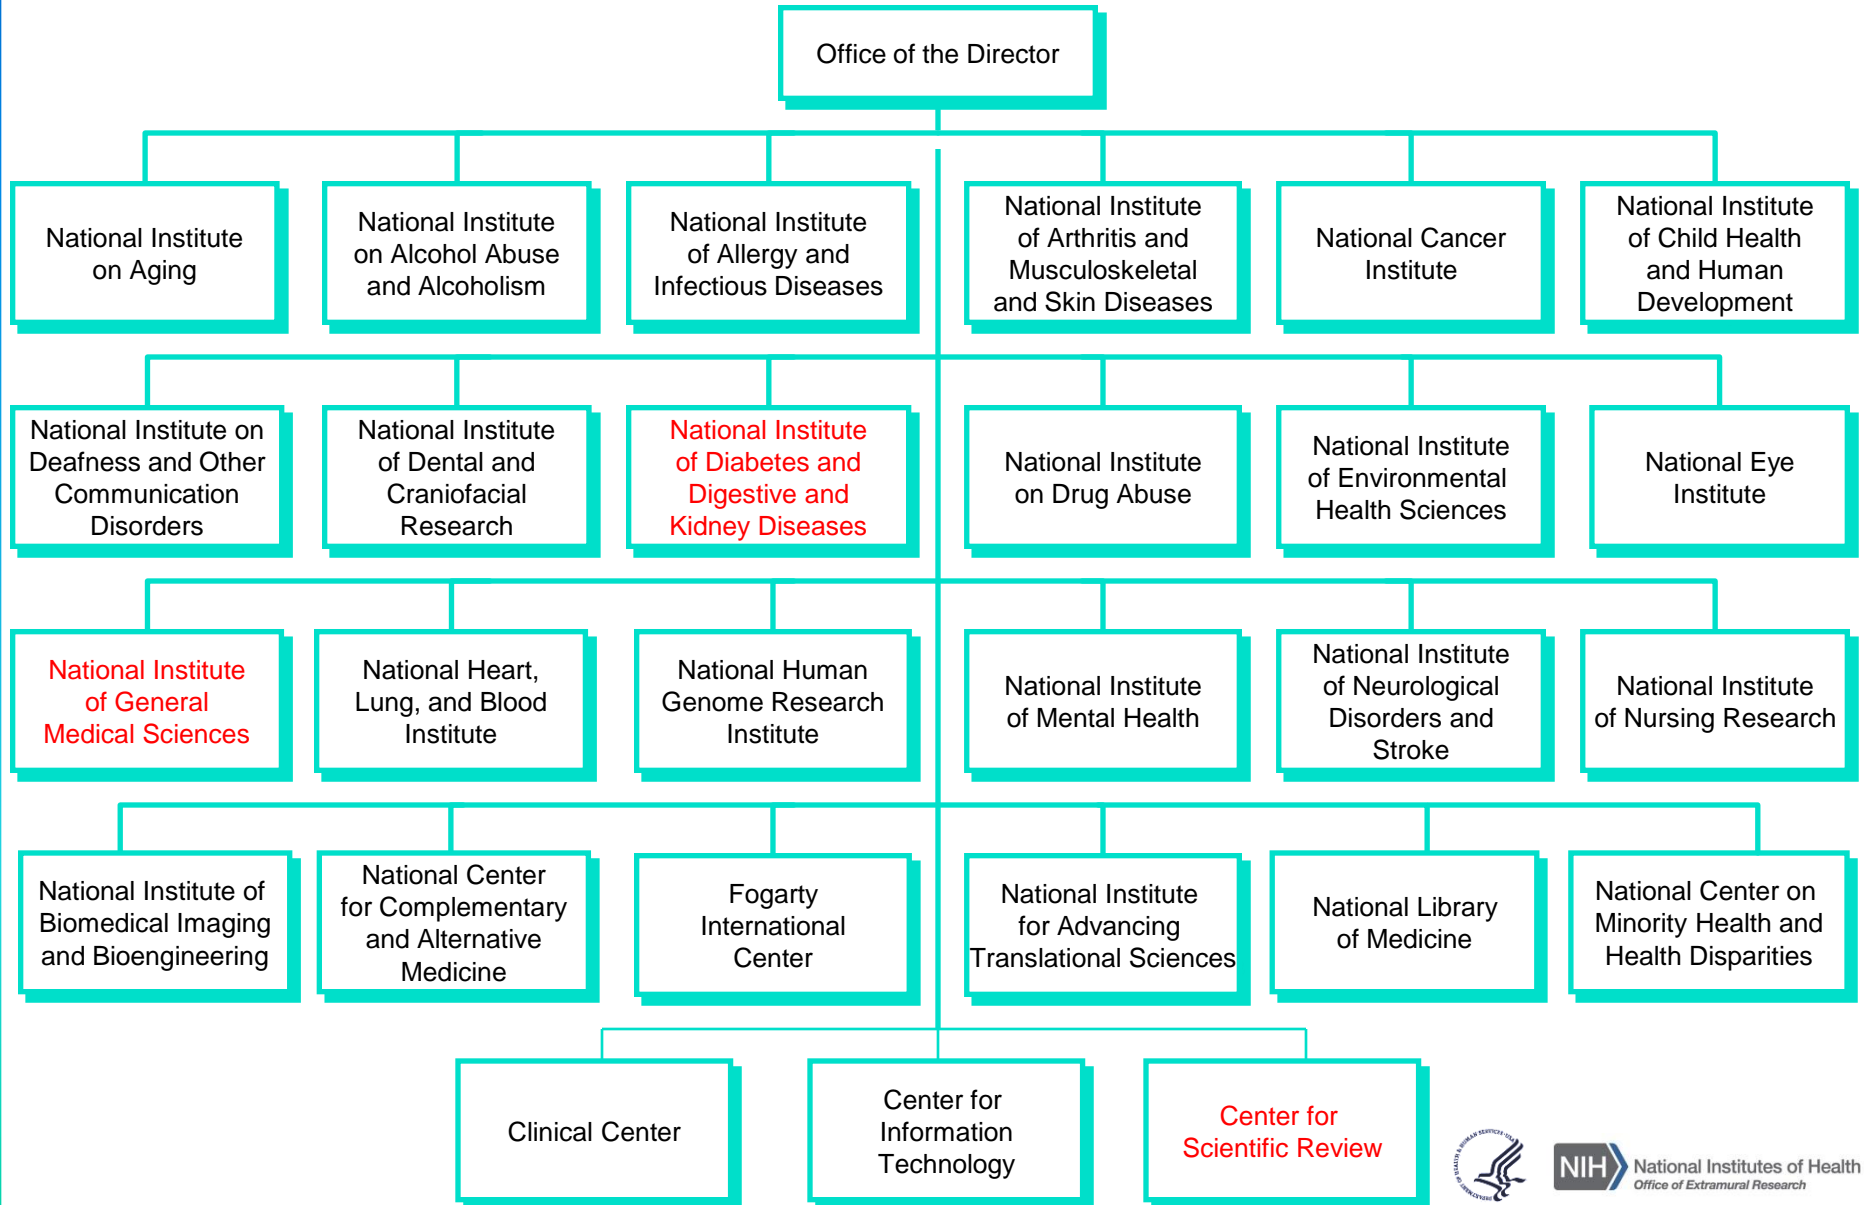 Office of the Director
National Institute
on Aging
National Institute
on Alcohol Abuse
and Alcoholism
National Institute
of Allergy and
Infectious Diseases
National Institute
of Arthritis and
Musculoskeletal
and Skin Diseases
National Cancer
Institute
National Institute
of Child Health
and Human
Development
National Institute on
Deafness and Other
Communication
Disorders
National Institute
of Dental and
Craniofacial
Research
National Institute
of Diabetes and
Digestive and
Kidney Diseases
National Institute
on Drug Abuse
National Institute
of Environmental
Health Sciences
National Eye
Institute
National Institute
of General
Medical Sciences
National Heart,
Lung, and Blood
Institute
National Human
Genome Research
Institute
National Institute
of Mental Health
National Institute
of Neurological
Disorders and
Stroke
National Institute
of Nursing Research
National Institute of
Biomedical Imaging
and Bioengineering
National Center
for Complementary
and Alternative
Medicine
Fogarty
International
Center
National Institute
for Advancing
Translational Sciences
National Library
of Medicine
National Center on
Minority Health and
Health Disparities
Clinical Center
Center for
Information
Technology
Center for
Scientific Review
DEPARTMENT OF HEALTH & HUMAN SERVICES · USA
NIH
National Institutes of Health
Office of Extramural Research